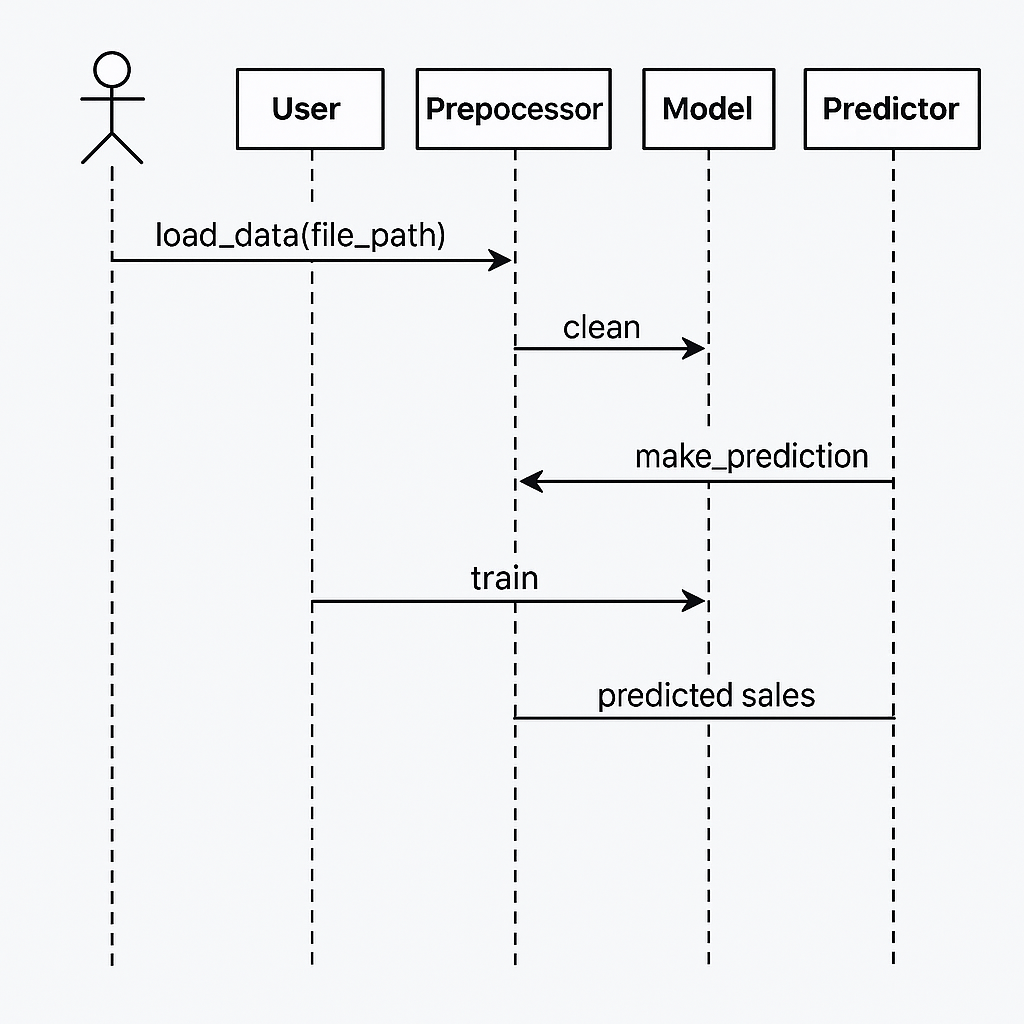 User
Prepocessor
Model
Predictor
load_data(file_path)
clean
make_prediction
train
predicted sales